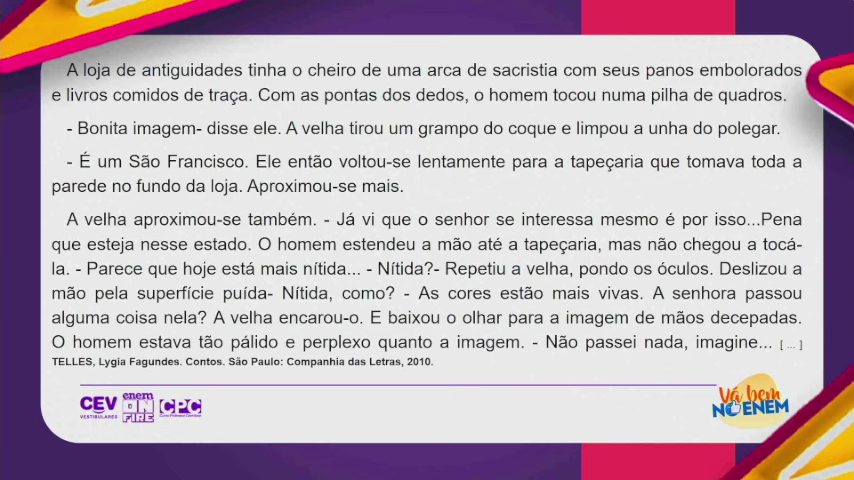 A loja de antiguidades tinha o cheiro de uma arca de sacristia com seus panos embolorados
e livros comidos de traça. Com as pontas dos dedos, o homem tocou numa pilha de quadros.
- Bonita imagem- disse ele. A velha tirou um grampo do coque e limpou a unha do polegar.
- É um São Francisco. Ele então voltou-se lentamente para a tapeçaria que tomava toda a
parede no fundo da loja. Aproximou-se mais.
A velha aproximou-se também. - Já vi que o senhor se interessa mesmo é por isso...Pena
que esteja nesse estado. O homem estendeu a mão até a tapeçaria, mas não chegou a tocá-
la. - Parece que hoje está mais nítida... - Nítida?- Repetiu a velha, pondo os óculos. Deslizou a
mão pela superfície puída- Nítida, como? - As cores estão mais vivas. A senhora passou
alguma coisa nela? A velha encarou-o. E baixou o olhar para a imagem de mãos decepadas.
O homem estava tão pálido e perplexo quanto a imagem. - Não passei nada, imagine... [ ... ]
TELLES, Lygia Fagundes. Contos. São Paulo: Companhia das Letras, 2010.
CEV
VESTIBULARES
enem
ON
FIRE
CPC
Vá bem
NO ENEM